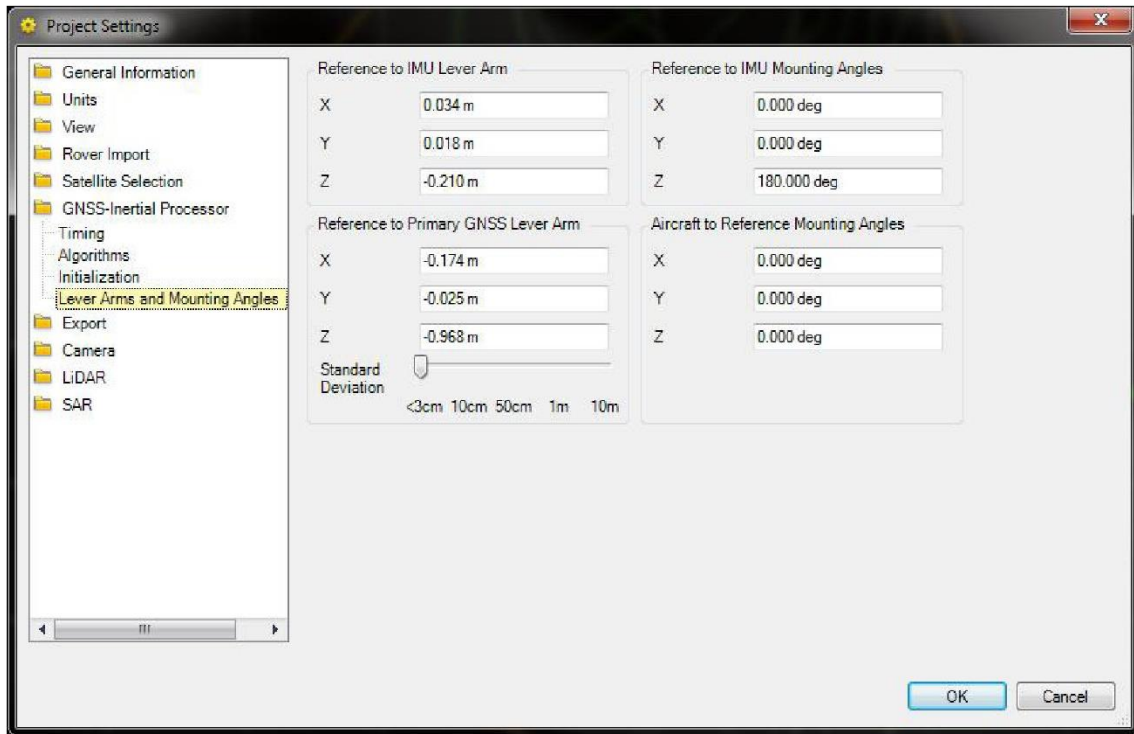 Project Settings
General Information
Units
View
Rover Import
Satellite Selection
GNSS-Inertial Processor
Timing
Algorithms
Initialization
Lever Arms and Mounting Angles
Export
Camera
LiDAR
SAR
Reference to IMU Lever Arm
X 0.034 m
Y 0.018 m
Z -0.210 m
Reference to IMU Mounting Angles
X 0.000 deg
Y 0.000 deg
Z 180.000 deg
Reference to Primary GNSS Lever Arm
X -0.174 m
Y -0.025 m
Z -0.968 m
Standard
Deviation
<3cm 10cm 50cm 1m 10m
Aircraft to Reference Mounting Angles
X 0.000 deg
Y 0.000 deg
Z 0.000 deg
OK Cancel